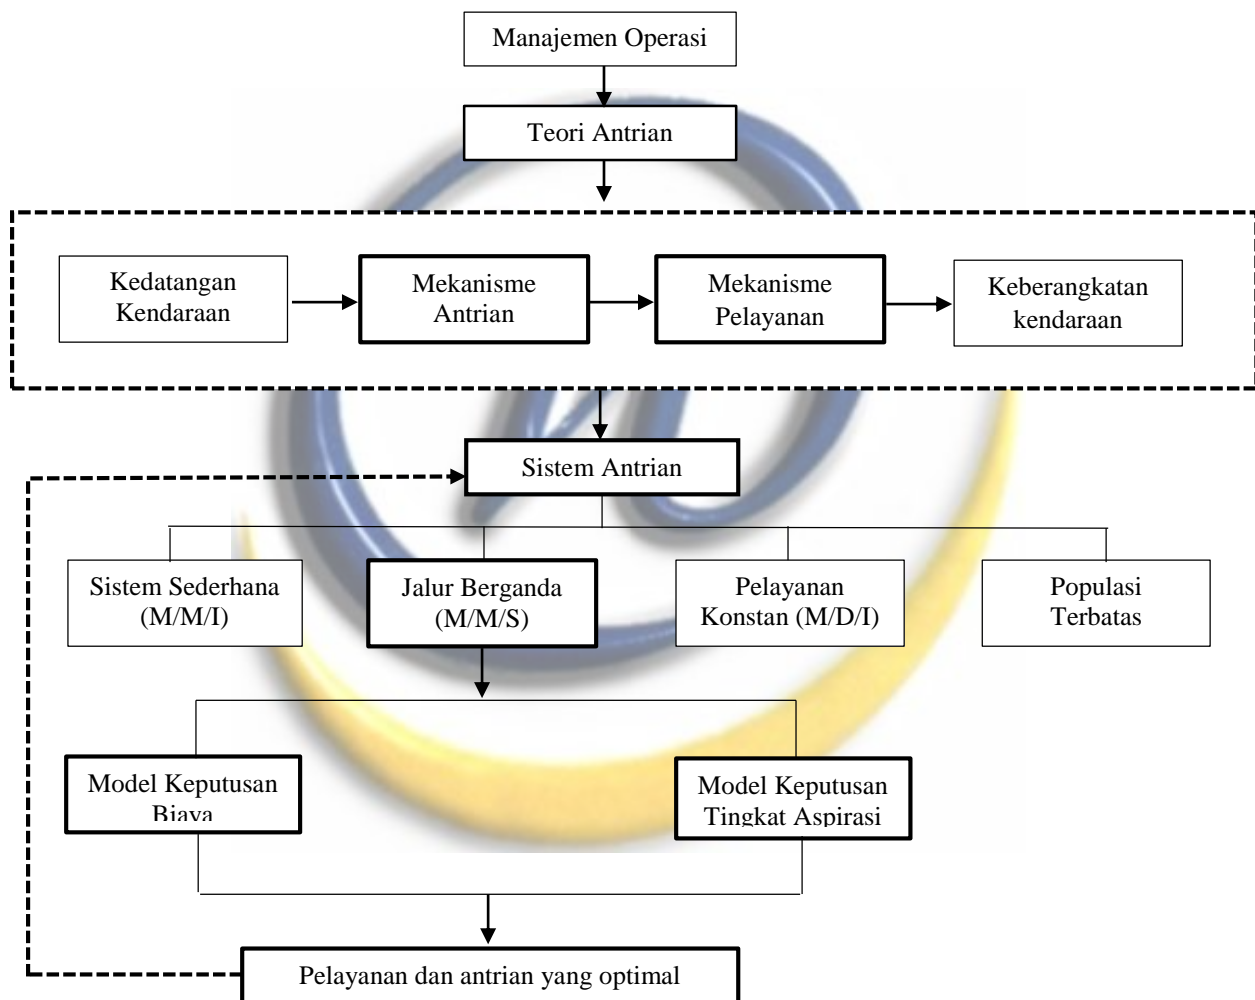 Manajemen Operasi
Teori Antrian
Kedatangan
Kendaraan
Mekanisme
Antrian
Mekanisme
Pelayanan
Keberangkatan
kendaraan
Sistem Antrian
Sistem Sederhana
(M/M/I)
Jalur Berganda
(M/M/S)
Pelayanan
Konstan (M/D/I)
Populasi
Terbatas
Model Keputusan
Biaya
Model Keputusan
Tingkat Aspirasi
Pelayanan dan antrian yang optimal